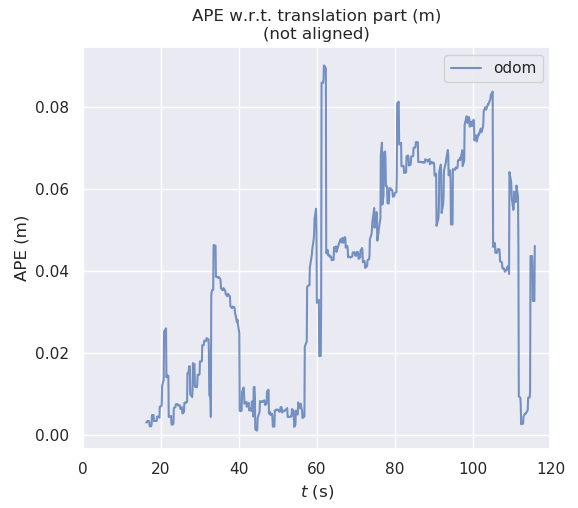 APE w.r.t. translation part (m)
(not aligned)
odom
0.08
0.06
0.04
0.02
0.00
APE (m)
0 20 40 60 80 100 120
t (s)